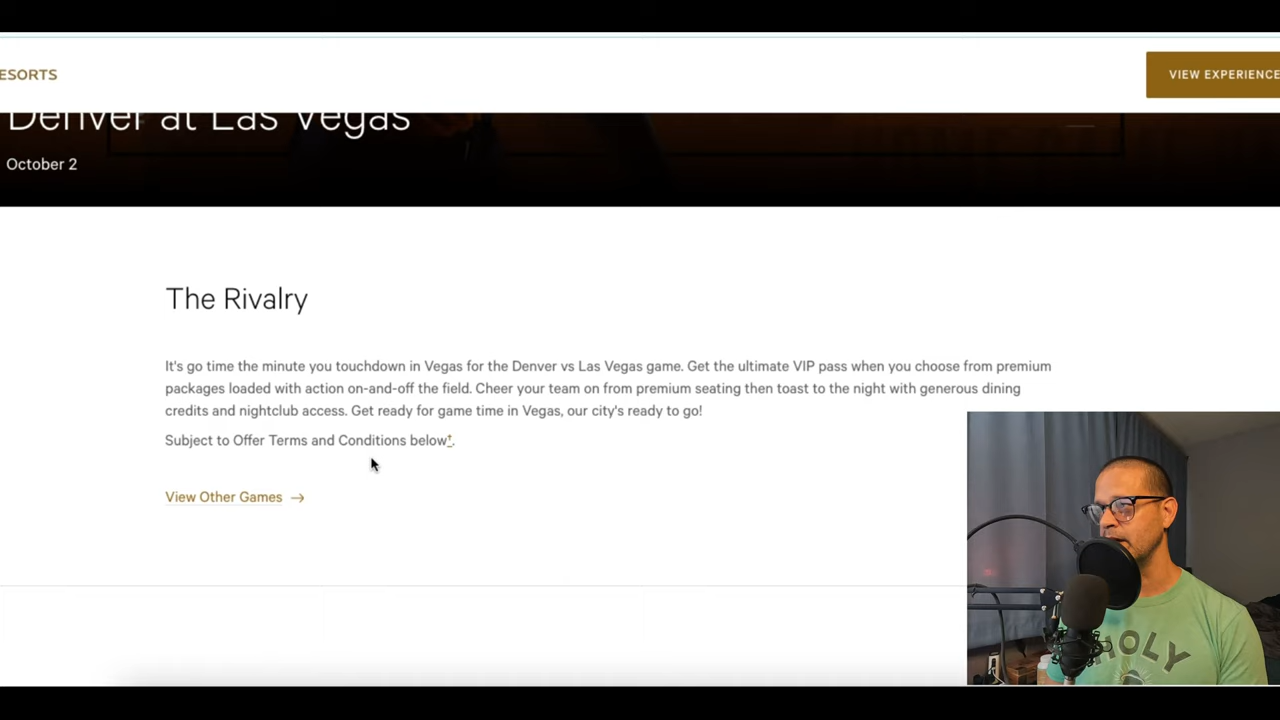 ESORTS
VIEW EXPERIENCE
Denver at Las Vegas
October 2
The Rivalry
It's go time the minute you touchdown in Vegas for the Denver vs Las Vegas game. Get the ultimate VIP pass when you choose from premium
packages loaded with action on-and-off the field. Cheer your team on from premium seating then toast to the night with generous dining
credits and nightclub access. Get ready for game time in Vegas, our city's ready to go!
Subject to Offer Terms and Conditions below†.
View Other Games →
HOLY